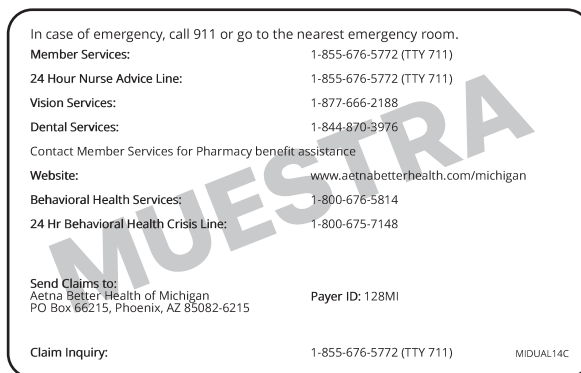 In case of emergency, call 911 or go to the nearest emergency room.
Member Services: 1-855-676-5772 (TTY 711)
24 Hour Nurse Advice Line: 1-855-676-5772 (TTY 711)
Vision Services: 1-877-666-2188
Dental Services: 1-844-870-3976
Contact Member Services for Pharmacy benefit assistance
Website: www.aetnabetterhealth.com/michigan
Behavioral Health Services: 1-800-676-5814
24 Hr Behavioral Health Crisis Line: 1-800-675-7148
MUESTRA
Send Claims to:
Aetna Better Health of Michigan Payer ID: 128MI
PO Box 66215, Phoenix, AZ 85082-6215
Claim Inquiry: 1-855-676-5772 (TTY 711) MIDUAL14C